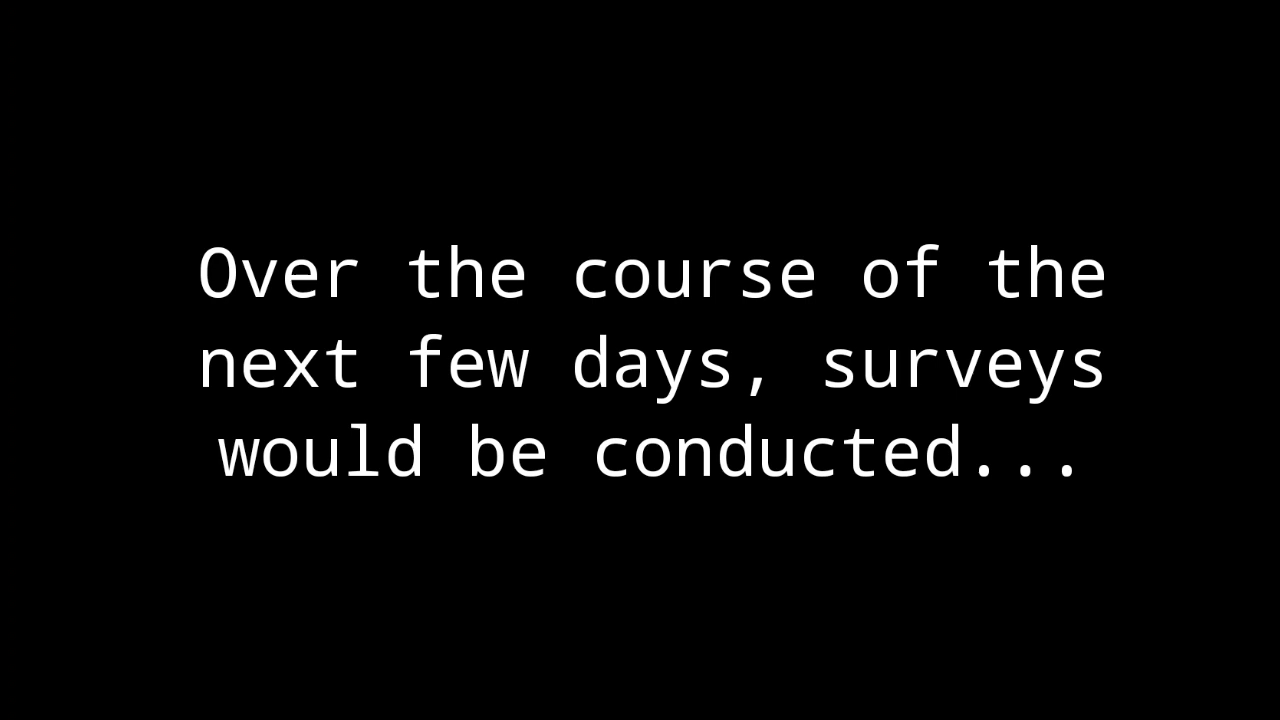 Over the course of the
next few days, surveys
would be conducted...